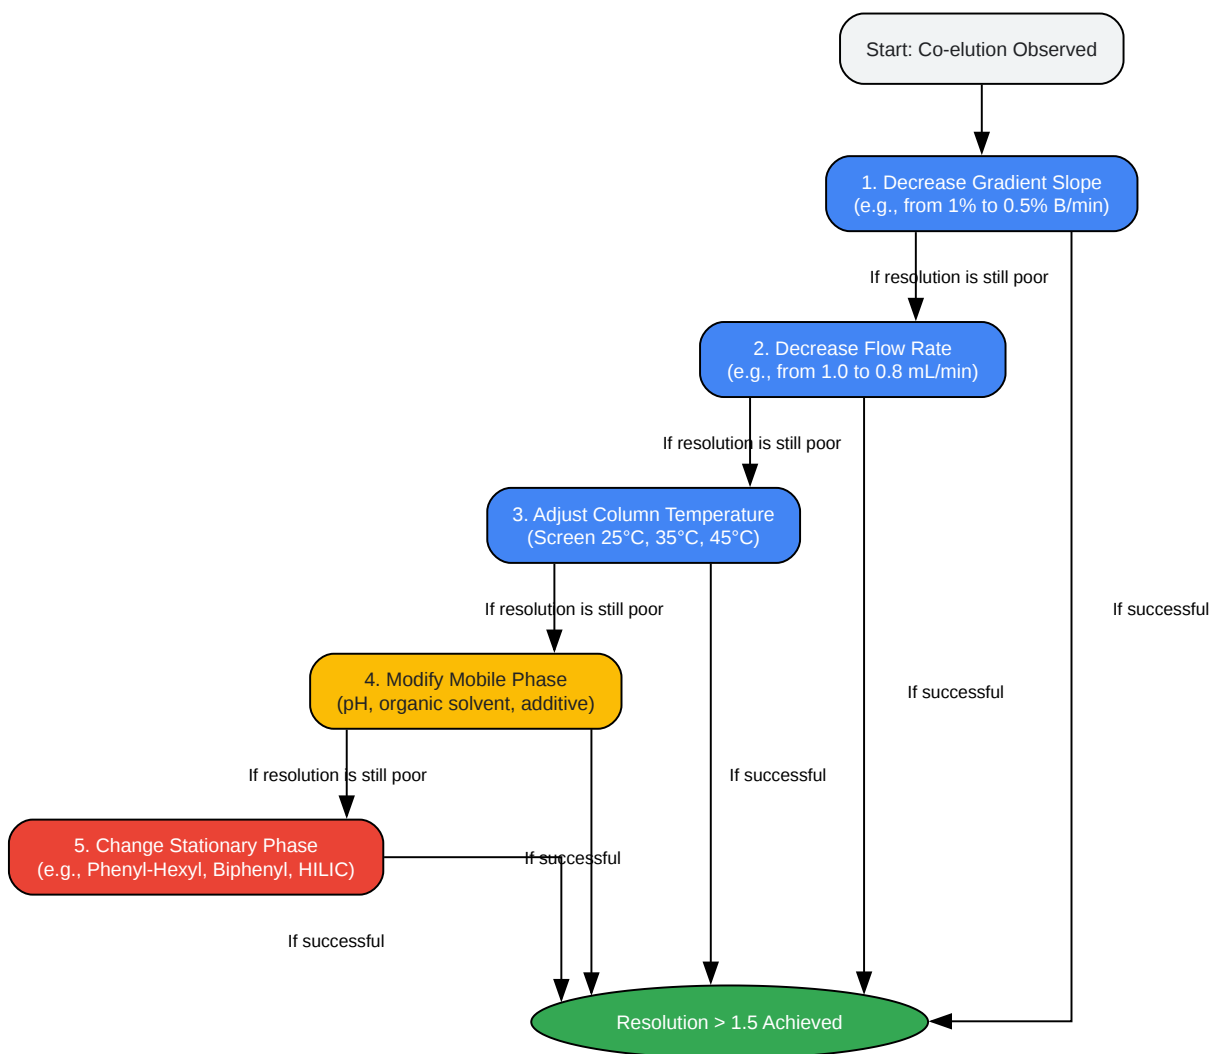 Start: Co-elution Observed
1. Decrease Gradient Slope
(e.g., from 1% to 0.5% B/min)
If resolution is still poor
2. Decrease Flow Rate
(e.g., from 1.0 to 0.8 mL/min)
If resolution is still poor
3. Adjust Column Temperature
(Screen 25°C, 35°C, 45°C)
If resolution is still poor
If successful
4. Modify Mobile Phase
(pH, organic solvent, additive)
If successful
If resolution is still poor
If successful
5. Change Stationary Phase
(e.g., Phenyl-Hexyl, Biphenyl, HILIC)
If successful
If successful
Resolution > 1.5 Achieved